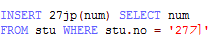 INSERT 27jp(num) SELECT num
FROM stu WHERE stu.no = '277]'